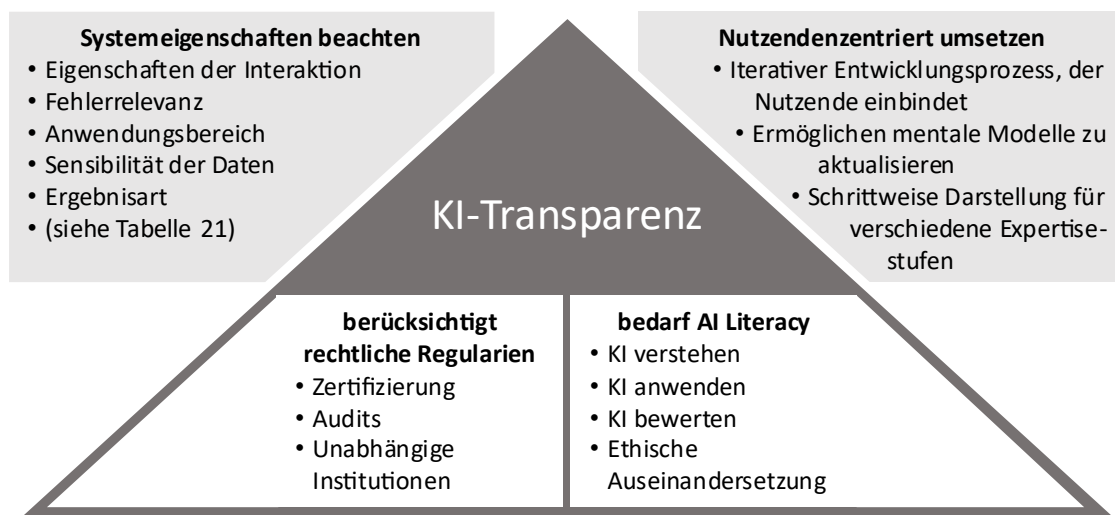 Systemeigenschaften beachten
• Eigenschaften der Interaktion
• Fehlerrelevanz
• Anwendungsbereich
• Sensibilität der Daten
• Ergebnisart
• (siehe Tabelle 21)
Nutzendenzentriert umsetzen
• Iterativer Entwicklungsprozess, der
Nutzende einbindet
• Ermöglichen mentale Modelle zu
aktualisieren
• Schrittweise Darstellung für
verschiedene Expertise-
stufen
KI-Transparenz
berücksichtigt
rechtliche Regularien
• Zertifizierung
• Audits
• Unabhängige
Institutionen
bedarf AI Literacy
• KI verstehen
• KI anwenden
• KI bewerten
• Ethische
Auseinandersetzung